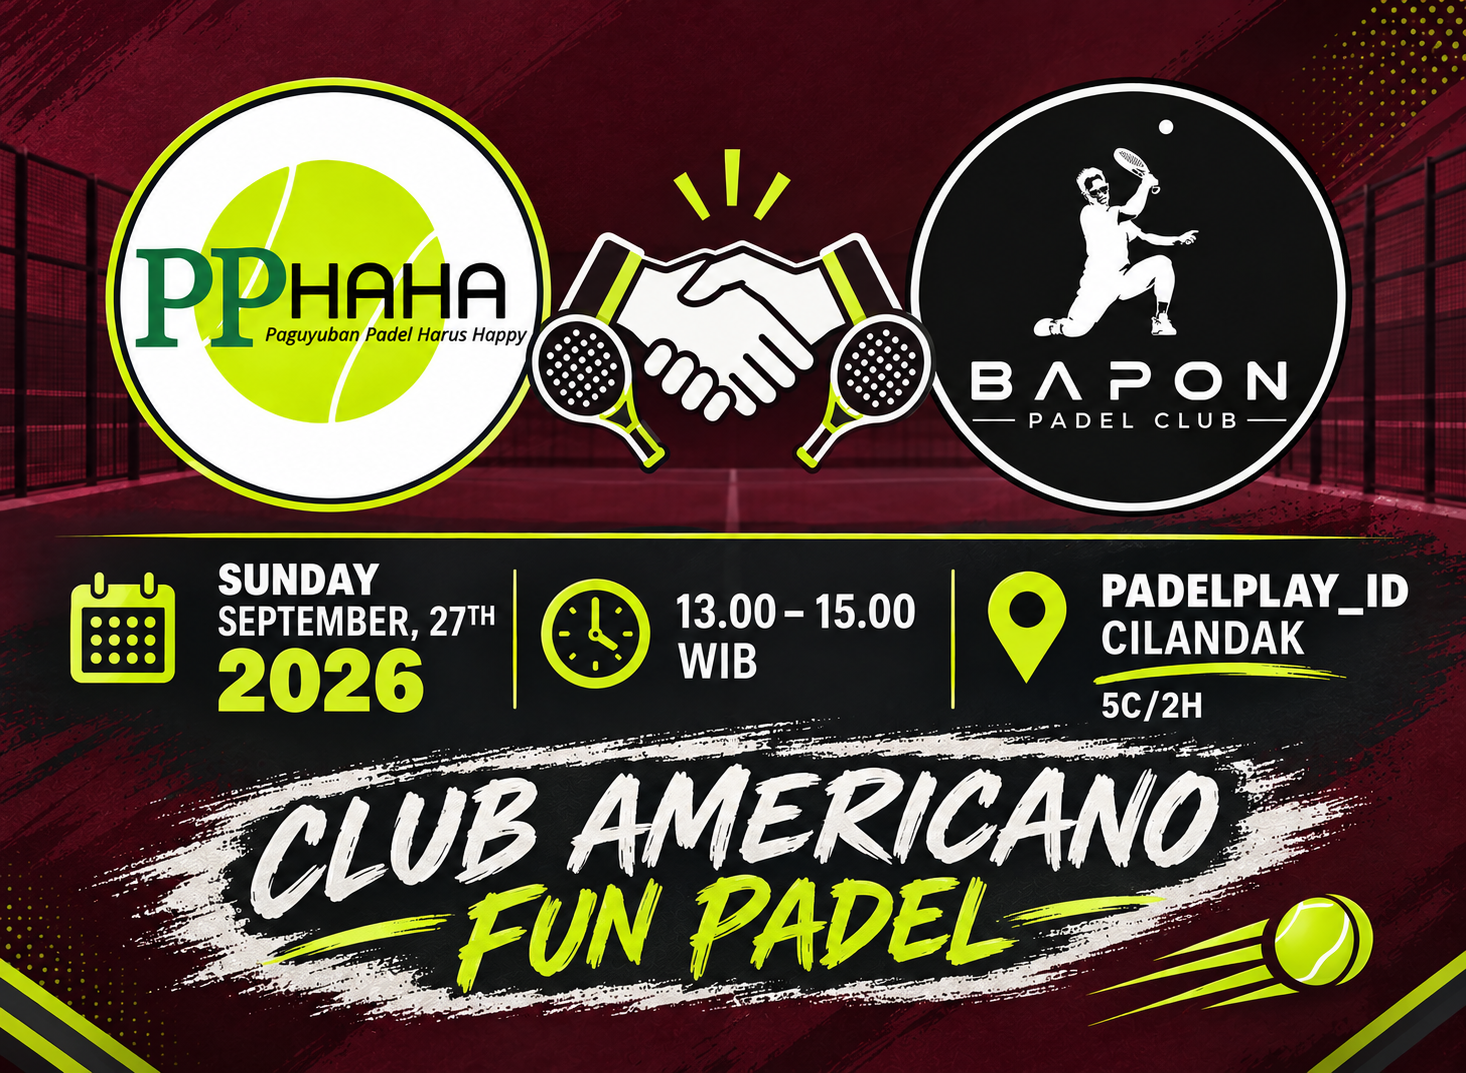 PPHAHA
Paguyuban Padel Harus Happy
BAPON
PADEL CLUB
SUNDAY
SEPTEMBER, 27TH
2026
13.00 – 15.00
WIB
PADELPLAY_ID
CILANDAK
5C/2H
CLUB AMERICANO
FUN PADEL